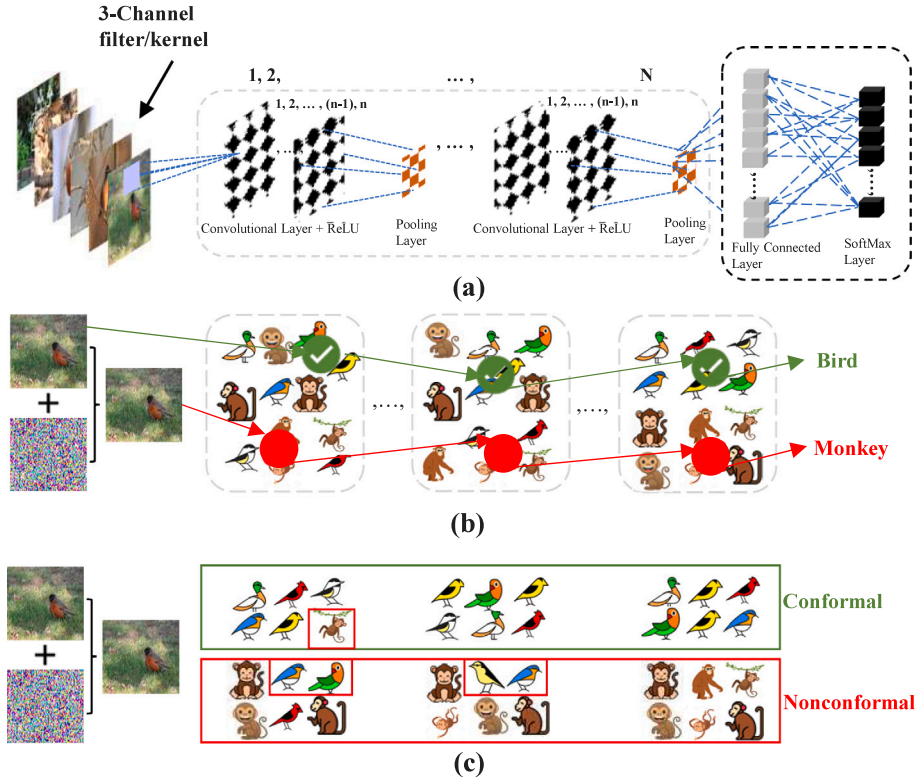 3-Channel
filter/kernel
1, 2,
... ,
N
1, 2, ... , (n-1), n
1, 2, ... , (n-1), n
, ... ,
Convolutional Layer + ReLU
Pooling
Layer
Convolutional Layer + ReLU
Pooling
Layer
Fully Connected
Layer
SoftMax
Layer
(a)
+
,...,
,...,
Bird
Monkey
(b)
+
Conformal
Nonconformal
(c)